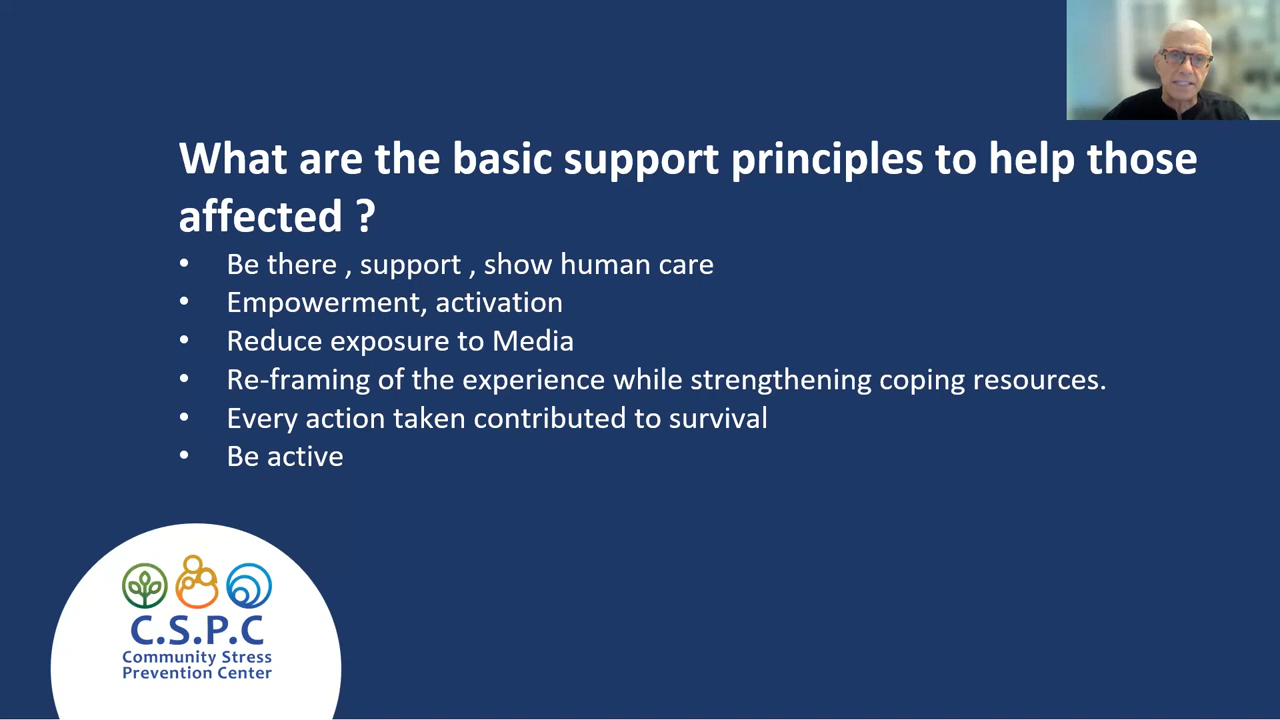 What are the basic support principles to help those
affected ?
• Be there , support , show human care
• Empowerment, activation
• Reduce exposure to Media
• Re-framing of the experience while strengthening coping resources.
• Every action taken contributed to survival
• Be active
C.S.P.C
Community Stress
Prevention Center